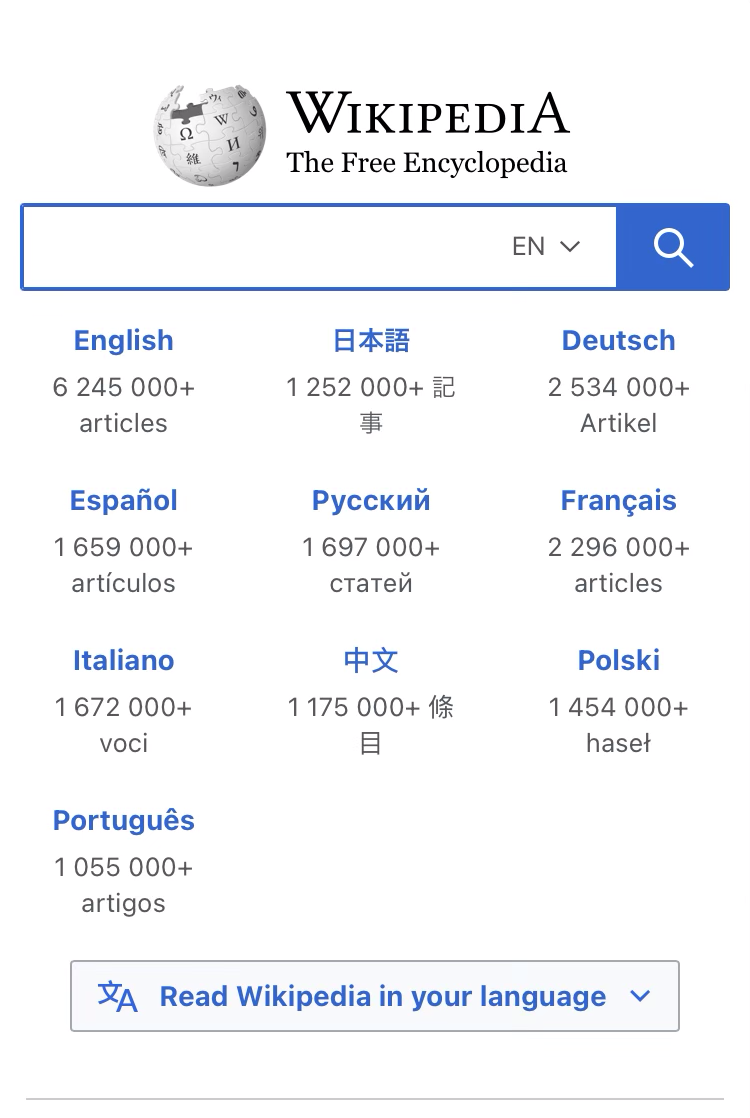 WIKIPEDIA
The Free Encyclopedia
EN
English
6 245 000+
articles
日本語
1 252 000+ 記
事
Deutsch
2 534 000+
Artikel
Español
1 659 000+
artículos
Русский
1 697 000+
статей
Français
2 296 000+
articles
Italiano
1 672 000+
voci
中文
1 175 000+ 條
目
Polski
1 454 000+
haseł
Português
1 055 000+
artigos
Read Wikipedia in your language